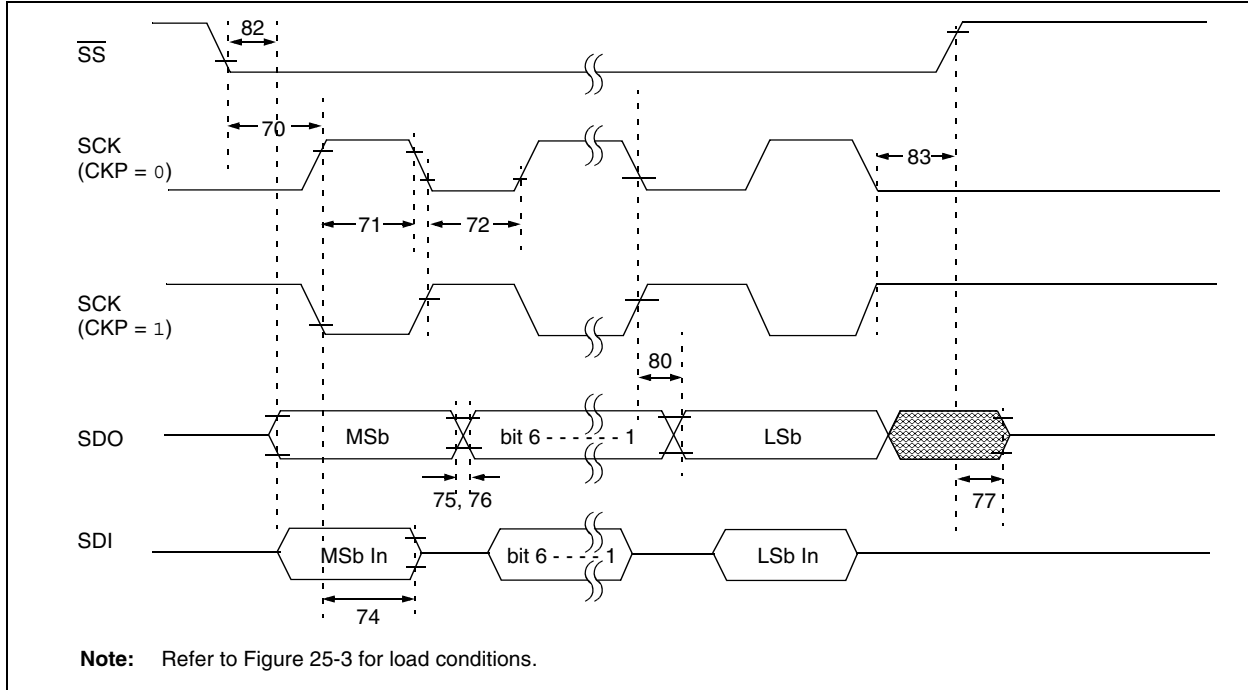 82
SS
70
SCK
(CKP = 0)
83
71
72
SCK
(CKP = 1)
80
SDO
MSb
bit 6 - - - - - - 1
LSb
75, 76
77
SDI
MSb In
bit 6 - - - - 1
LSb In
74
Note: Refer to Figure 25-3 for load conditions.